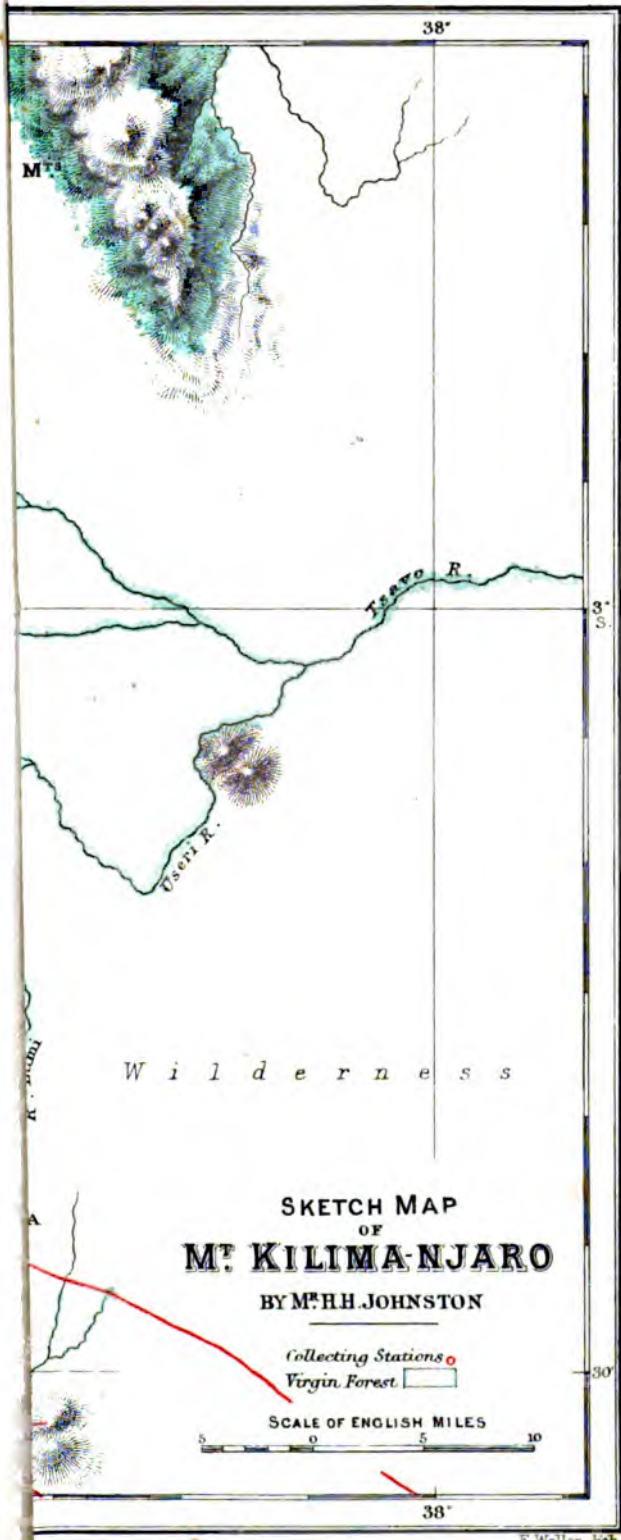 38°
Mᵀˢ
Tsavo R.
3°
S.
Useri R.
Wilderness
A
SKETCH MAP
OF
Mᵀ. KILIMA-NJARO
BY Mᴿ. H.H. JOHNSTON
Collecting Stations
Virgin Forest
30'
SCALE OF ENGLISH MILES
5 0 5 10
38°